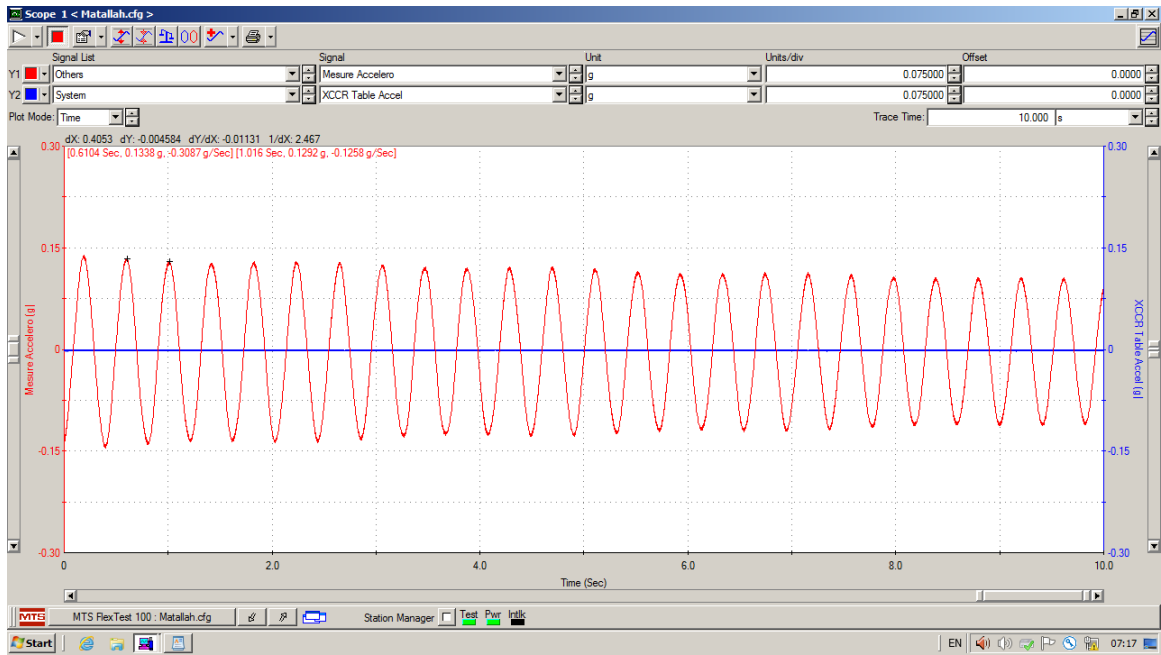 Scope 1 < Matallah.cfg >
Signal List Signal Unit Units/div Offset
Y1 Others Mesure Accelero g 0.075000 0.0000
Y2 System XCCR Table Accel g 0.075000 0.0000
Plot Mode: Time Trace Time: 10.000 s
dX: 0.4053 dY: -0.004584 dY/dX: -0.01131 1/dX: 2.467
[0.6104 Sec, 0.1338 g, -0.3087 g/Sec] [1.016 Sec, 0.1292 g, -0.1258 g/Sec]
0.30 0.30
0.15 0.15
0 0
-0.15 -0.15
-0.30 -0.30
Mesure Accelero [g]
XCCR Table Accel [g]
0 2.0 4.0 6.0 8.0 10.0
Time (Sec)
MTS MTS FlexTest 100 : Matallah.cfg Station Manager Test Pwr Intlk
Start EN 07:17